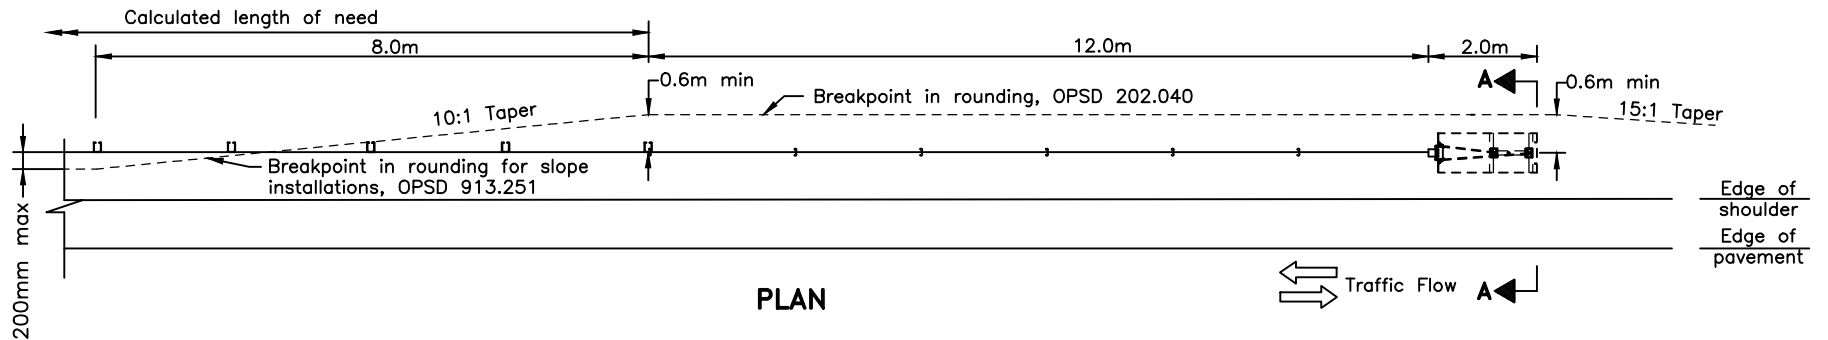 Calculated length of need
8.0m
12.0m
2.0m
0.6m min
A
0.6m min
Breakpoint in rounding, OPSD 202.040
10:1 Taper
15:1 Taper
Breakpoint in rounding for slope
installations, OPSD 913.251
200mm max
Edge of
shoulder
Edge of
pavement
Traffic Flow
A
PLAN